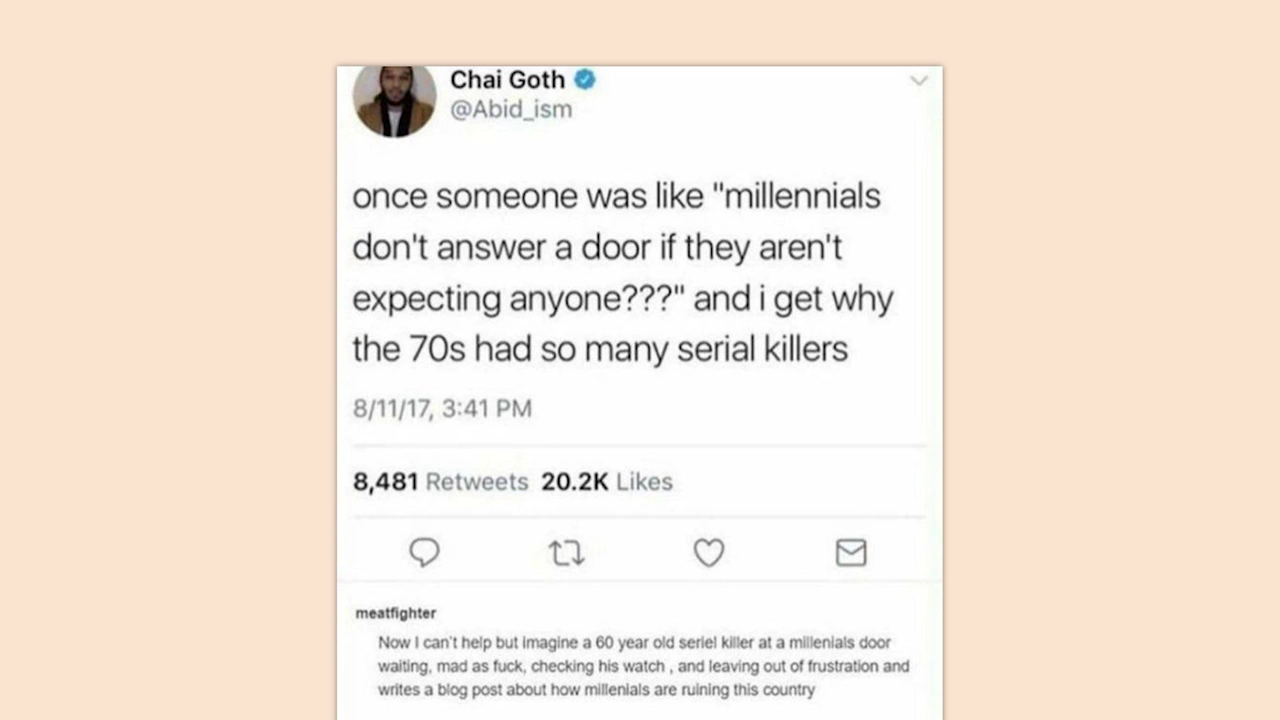 Chai Goth
@Abid_ism
once someone was like "millennials
don't answer a door if they aren't
expecting anyone???" and i get why
the 70s had so many serial killers
8/11/17, 3:41 PM
8,481 Retweets 20.2K Likes
meatfighter
Now I can't help but imagine a 60 year old seriel killer at a millenials door
waiting, mad as fuck, checking his watch , and leaving out of frustration and
writes a blog post about how millenials are ruining this country